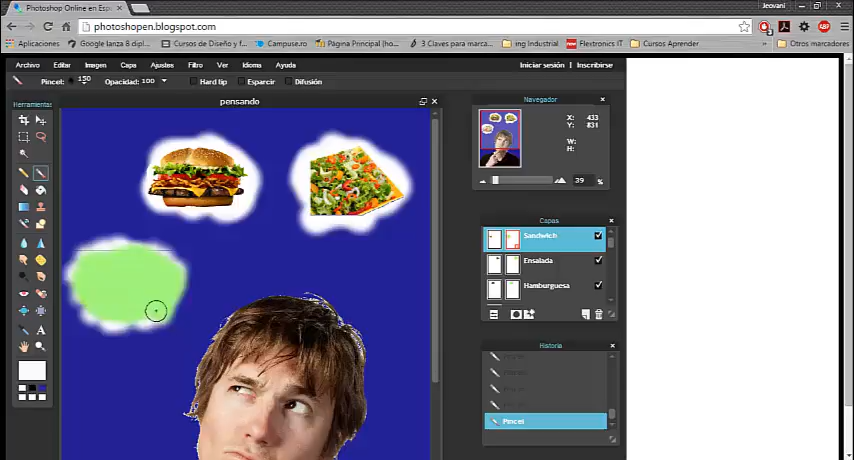 Jeovani
Photoshop Online en Esp
photoshopen.blogspot.com
Aplicaciones
Google lanza 8 dipl...
Cursos de Diseño y f...
Campuse.ro
Página Principal (ho...
3 Claves para marca...
ing Industrial
Flextronics IT
Cursos Aprender
»
Otros marcadores
Archivo Editar Imagen Capa Ajustes Filtro Ver Idioma Ayuda
Iniciar sesión | Inscribirse
Pincel: 150 Opacidad: 100 Hard tip Esparcir Difusión
Herramientas
pensando
Navegador
X: 433
Y: 831
W:
H:
39 %
Capas
Sandwich
Ensalada
Hamburguesa
Historia
Pincel
Pincel
Pincel
Pincel
A